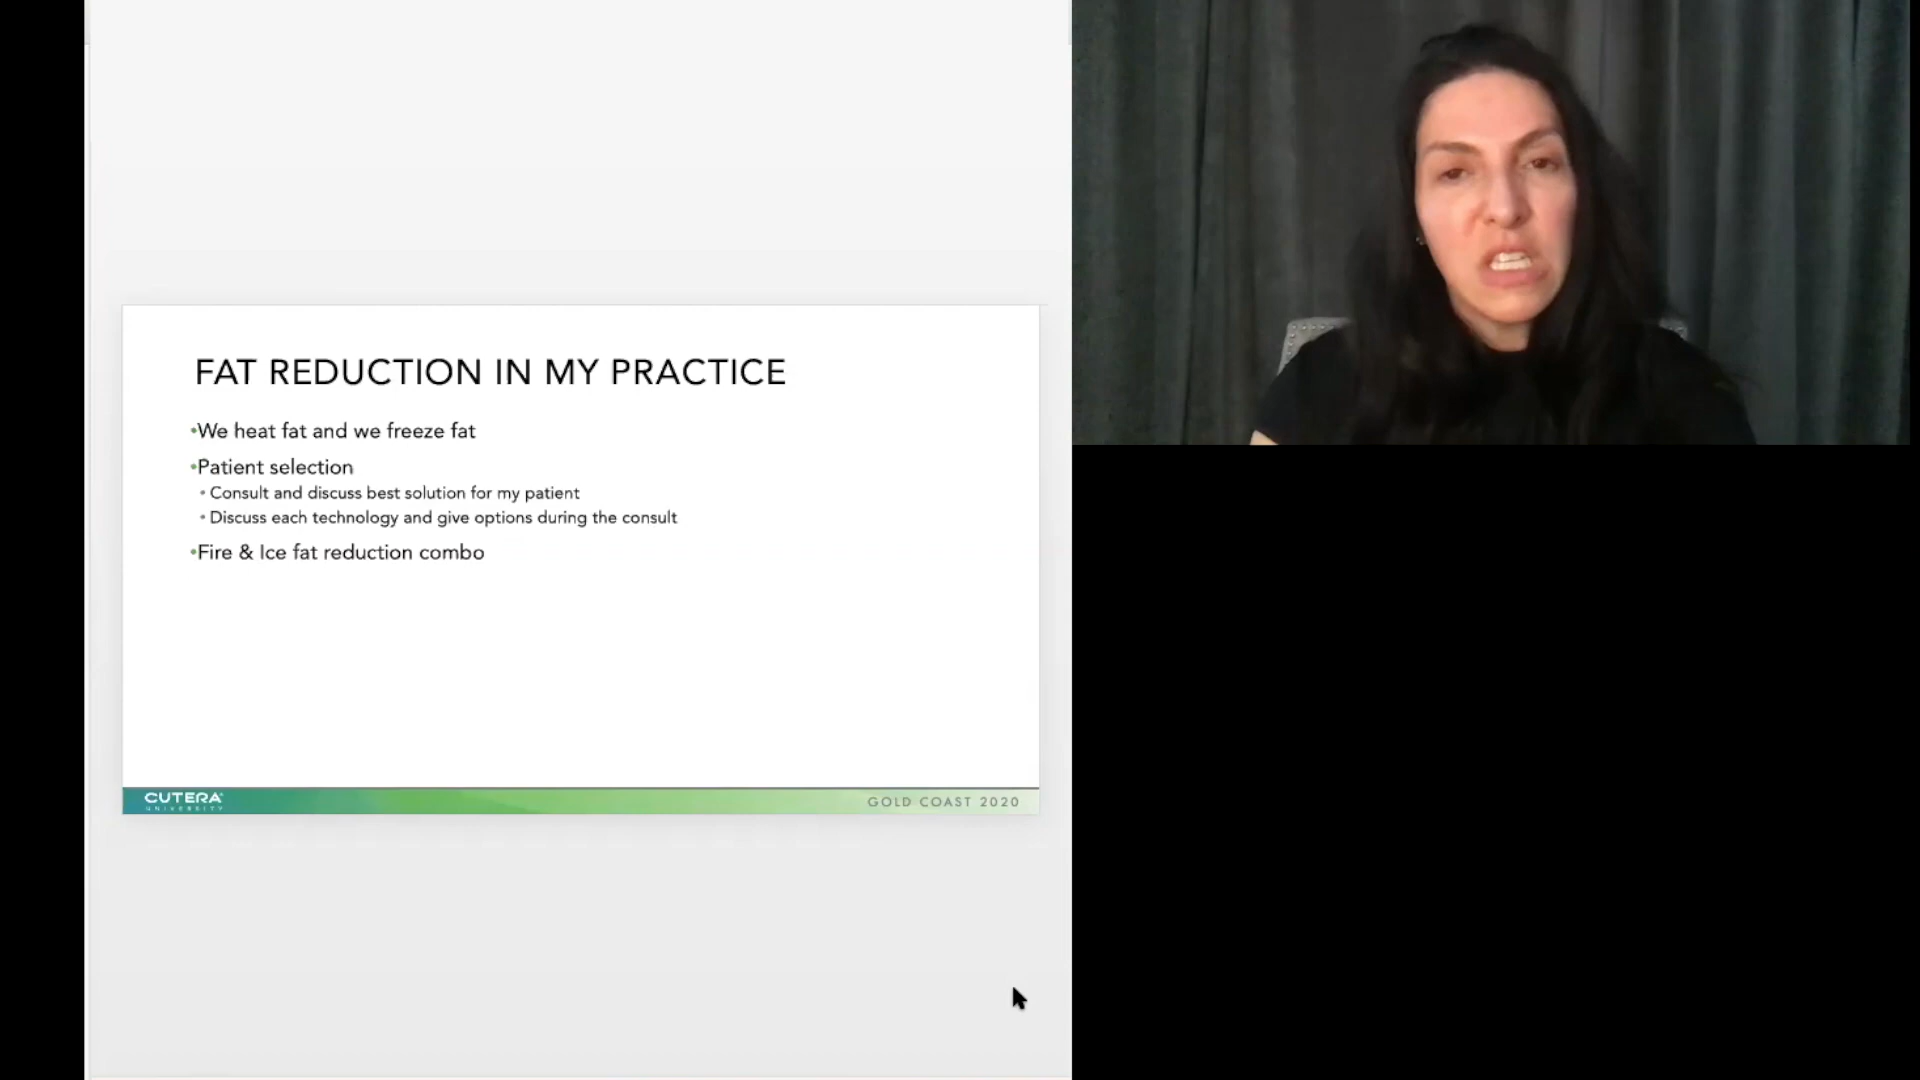 FAT REDUCTION IN MY PRACTICE
•We heat fat and we freeze fat
•Patient selection
• Consult and discuss best solution for my patient
• Discuss each technology and give options during the consult
•Fire & Ice fat reduction combo
CUTERA
UNIVERSITY
GOLD COAST 2020